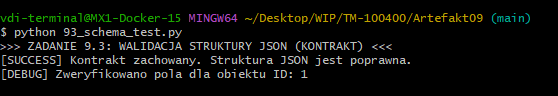 vdi-terminal@MX1-Docker-15 MINGW64 ~/Desktop/WIP/TM-100400/Artefakt09 (main)
$ python 93_schema_test.py
>>> ZADANIE 9.3: WALIDACJA STRUKTURY JSON (KONTRAKT) <<<
[SUCCESS] Kontrakt zachowany. Struktura JSON jest poprawna.
[DEBUG] Zweryfikowano pola dla obiektu ID: 1